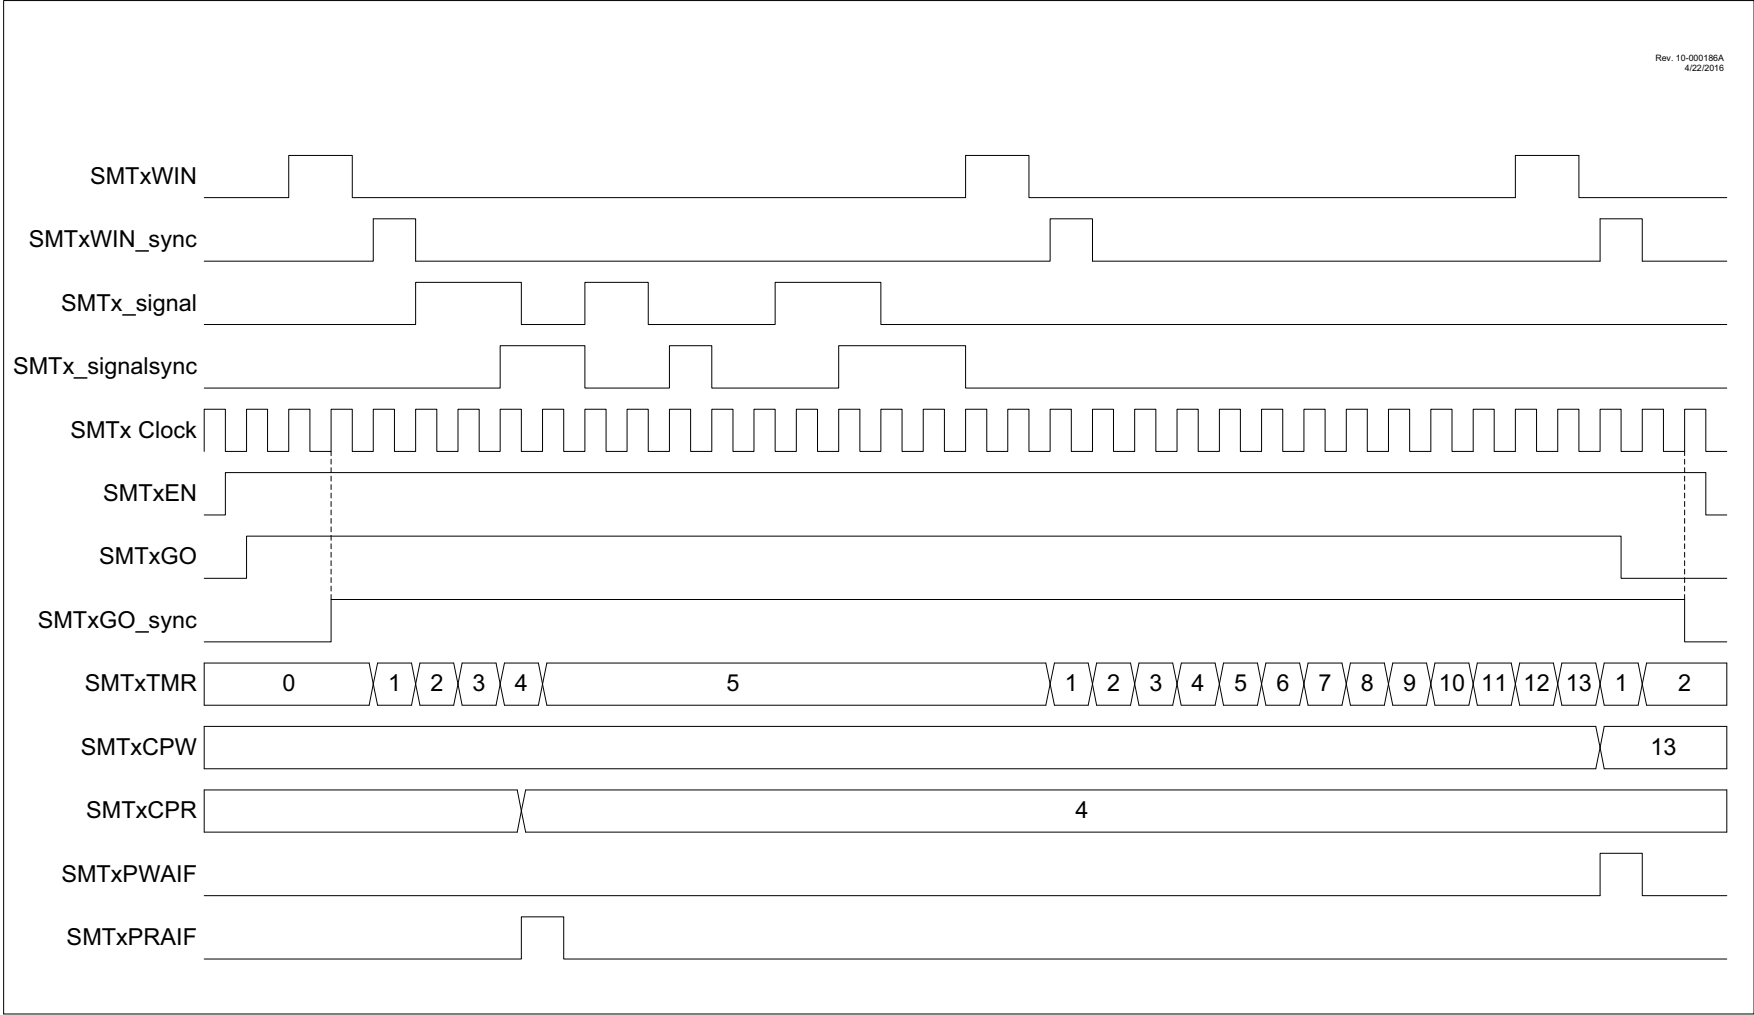 Rev. 10-000186A
4/22/2016
SMTxWIN
SMTxWIN_sync
SMTx_signal
SMTx_signalsync
SMTx Clock
SMTxEN
SMTxGO
SMTxGO_sync
SMTxTMR 0 1 2 3 4 5 1 2 3 4 5 6 7 8 9 10 11 12 13 1 2
SMTxCPW 13
SMTxCPR 4
SMTxPWAIF
SMTxPRAIF